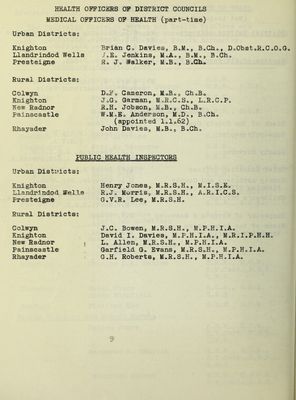 HEALTH OFFICERS OF DISTRICT COUNCILS
MEDICAL OFFICERS OF HEALTH (part-time)
Urban Districts:
Knighton Brian C. Davies, B.M., B.Ch., D.Obst.R.C.O.G.
Llandrindod Wells J.E. Jenkins, M.A., B.M., B.Ch.
Presteigne R. J. Walker, M.B., B.Ch.
Rural Districts:
Colwyn D.F. Cameron, M.B., Ch.B.
Knighton J.G. Garman, M.R.C.S., L.R.C.P.
New Radnor R.H. Jobson, M.B., Ch.B.
Painscastle W.M.E. Anderson, M.D., B.Ch.
(appointed 1.1.62)
Rhayader John Davies, M.B., B.Ch.
PUBLIC HEALTH INSPECTORS
Urban Districts:
Knighton Henry Jones, M.R.S.H., M.I.S.E.
Llandrindod Wells R.J. Morris, M.R.S.H., A.R.I.C.S.
Presteigne G.V.R. Lee, M.R.S.H.
Rural Districts:
Colwyn J.C. Bowen, M.R.S.H., M.P.H.I.A.
Knighton David I. Davies, M.P.H.I.A., M.R.I.P.H.H.
New Radnor L. Allen, M.R.S.H., M.P.H.I.A.
Painscastle Garfield G. Evans, M.R.S.H., M.P.H.I.A.
Rhayader O.H. Roberts, M.R.S.H., M.P.H.I.A.
9